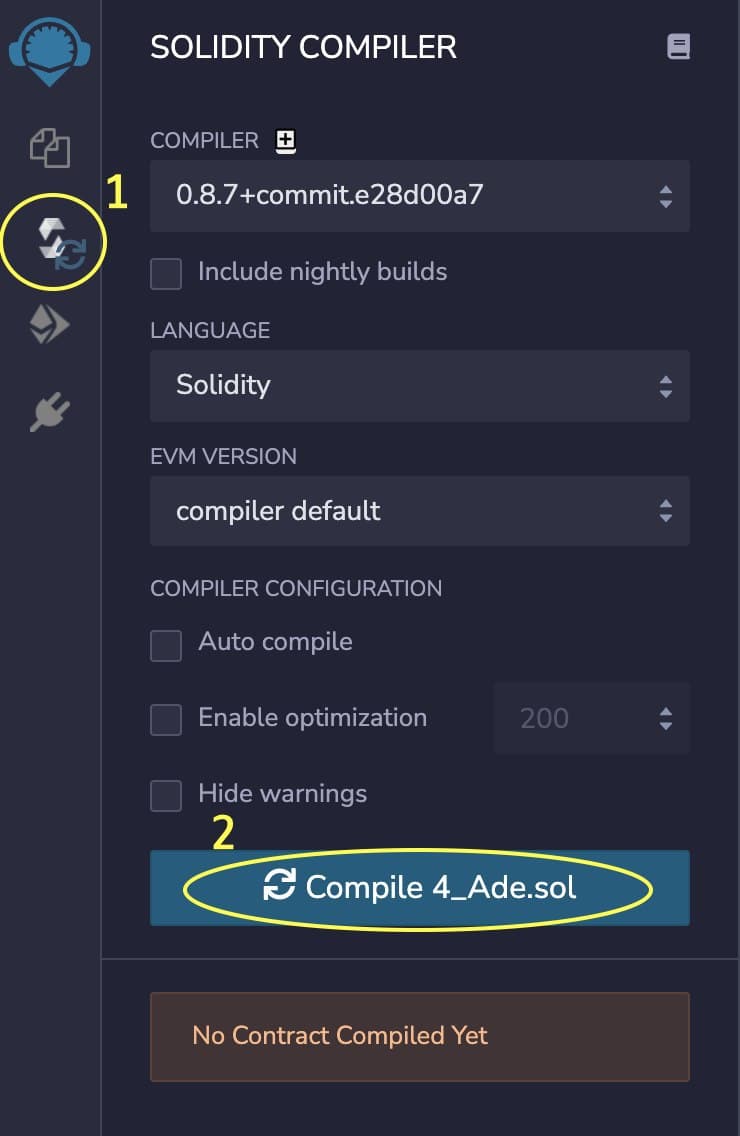 SOLIDITY COMPILER
COMPILER
1
0.8.7+commit.e28d00a7
Include nightly builds
LANGUAGE
Solidity
EVM VERSION
compiler default
COMPILER CONFIGURATION
Auto compile
Enable optimization 200
Hide warnings
2
Compile 4_Ade.sol
No Contract Compiled Yet